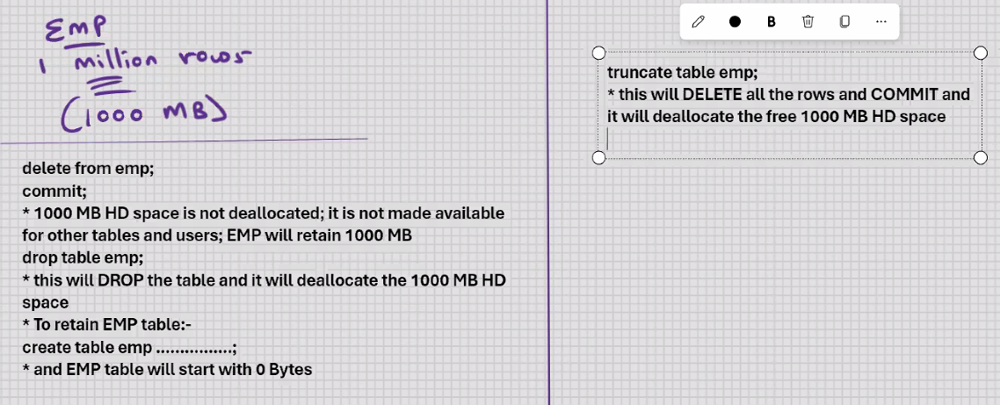 EMP
1 million rows
(1000 MB)
delete from emp;
commit;
* 1000 MB HD space is not deallocated; it is not made available
for other tables and users; EMP will retain 1000 MB
drop table emp;
* this will DROP the table and it will deallocate the 1000 MB HD
space
* To retain EMP table:-
create table emp ................;
* and EMP table will start with 0 Bytes
B
truncate table emp;
* this will DELETE all the rows and COMMIT and
it will deallocate the free 1000 MB HD space